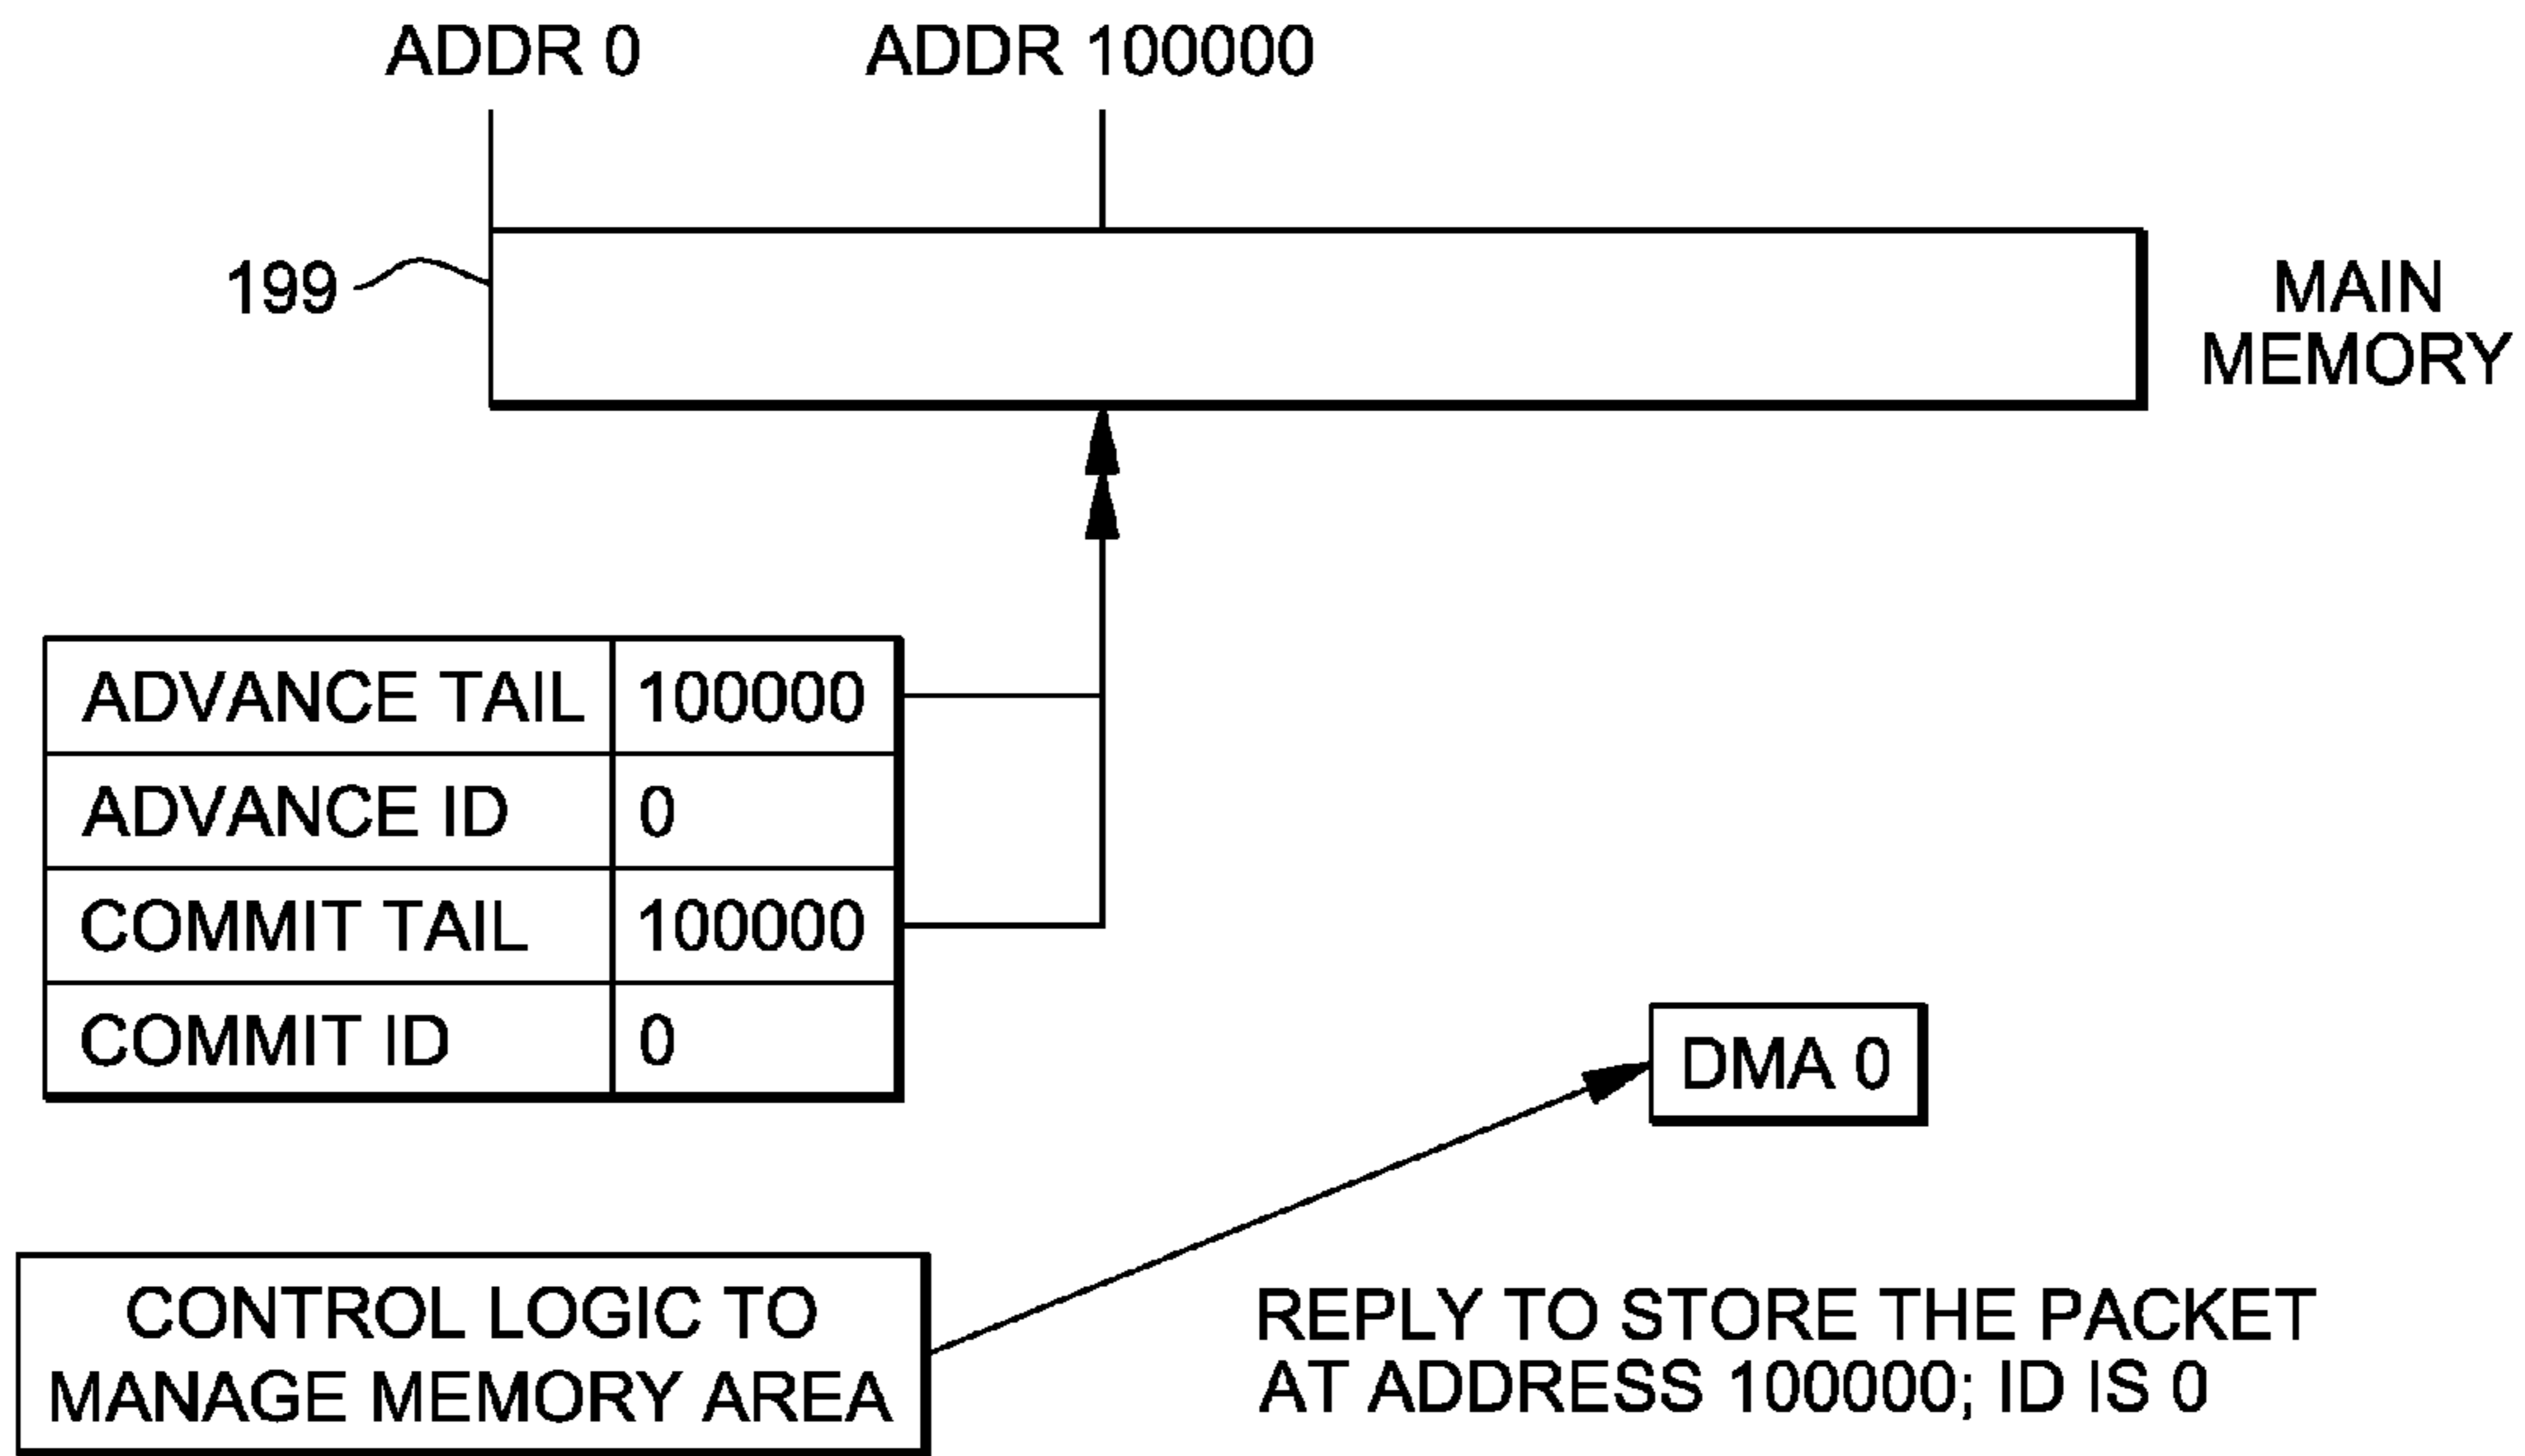 ADDR 0 ADDR 100000
199
MAIN
MEMORY
ADVANCE TAIL 100000
ADVANCE ID 0
COMMIT TAIL 100000
COMMIT ID 0
DMA 0
CONTROL LOGIC TO
MANAGE MEMORY AREA
REPLY TO STORE THE PACKET
AT ADDRESS 100000; ID IS 0